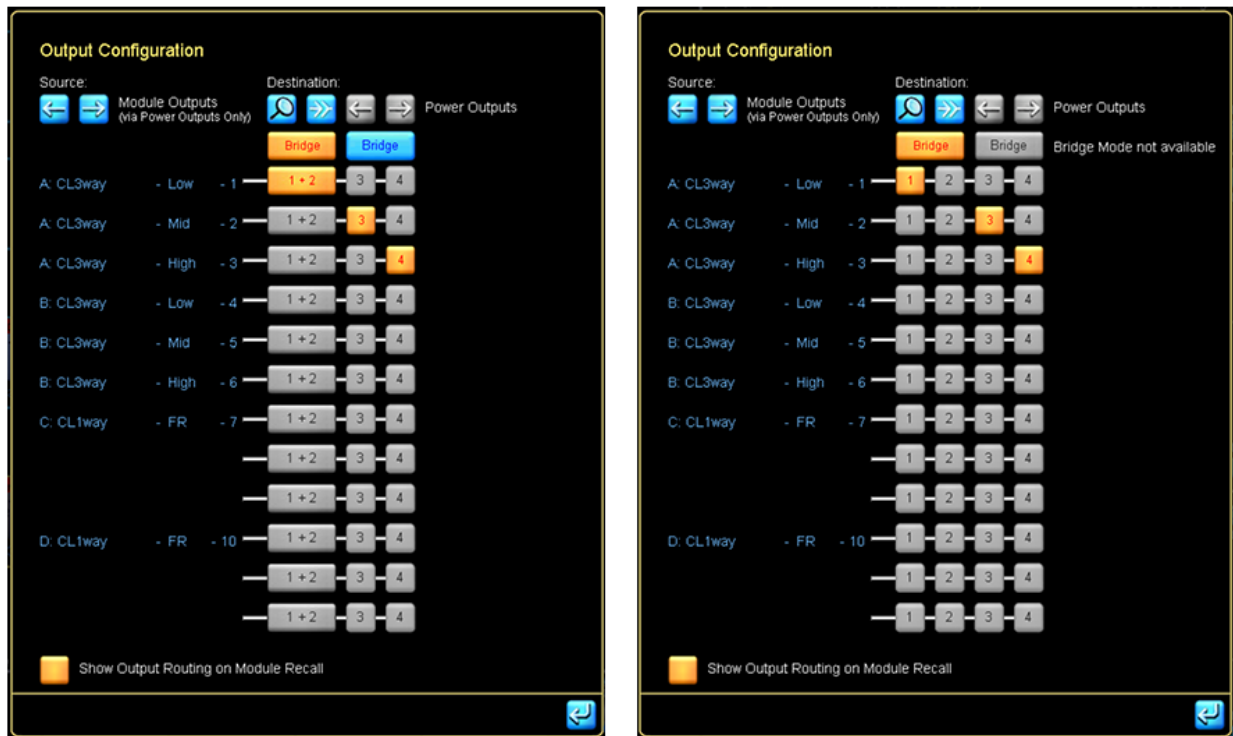 Output Configuration
Source: Destination:
Module Outputs
(via Power Outputs Only)
Power Outputs
Bridge Bridge
A: CL3way - Low - 1 1 + 2 3 4
A: CL3way - Mid - 2 1 + 2 3 4
A: CL3way - High - 3 1 + 2 3 4
B: CL3way - Low - 4 1 + 2 3 4
B: CL3way - Mid - 5 1 + 2 3 4
B: CL3way - High - 6 1 + 2 3 4
C: CL1way - FR - 7 1 + 2 3 4
1 + 2 3 4
1 + 2 3 4
D: CL1way - FR - 10 1 + 2 3 4
1 + 2 3 4
1 + 2 3 4
Show Output Routing on Module Recall
Output Configuration
Source: Destination:
Module Outputs
(via Power Outputs Only)
Power Outputs
Bridge Bridge Bridge Mode not available
A: CL3way - Low - 1 1 2 3 4
A: CL3way - Mid - 2 1 2 3 4
A: CL3way - High - 3 1 2 3 4
B: CL3way - Low - 4 1 2 3 4
B: CL3way - Mid - 5 1 2 3 4
B: CL3way - High - 6 1 2 3 4
C: CL1way - FR - 7 1 2 3 4
1 2 3 4
1 2 3 4
D: CL1way - FR - 10 1 2 3 4
1 2 3 4
1 2 3 4
Show Output Routing on Module Recall